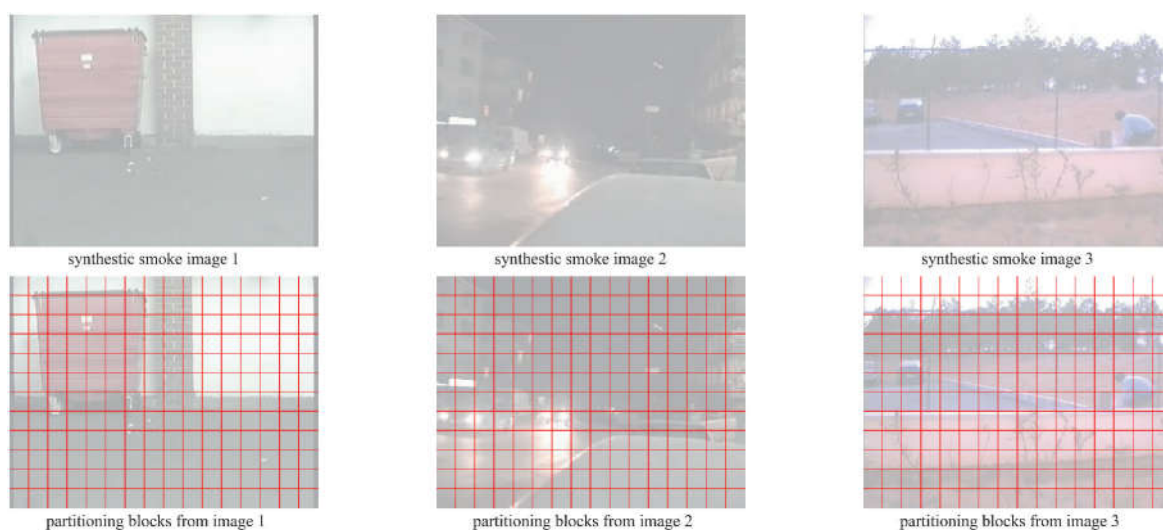 synthestic smoke image 1
synthestic smoke image 2
synthestic smoke image 3
partitioning blocks from image 1
partitioning blocks from image 2
partitioning blocks from image 3